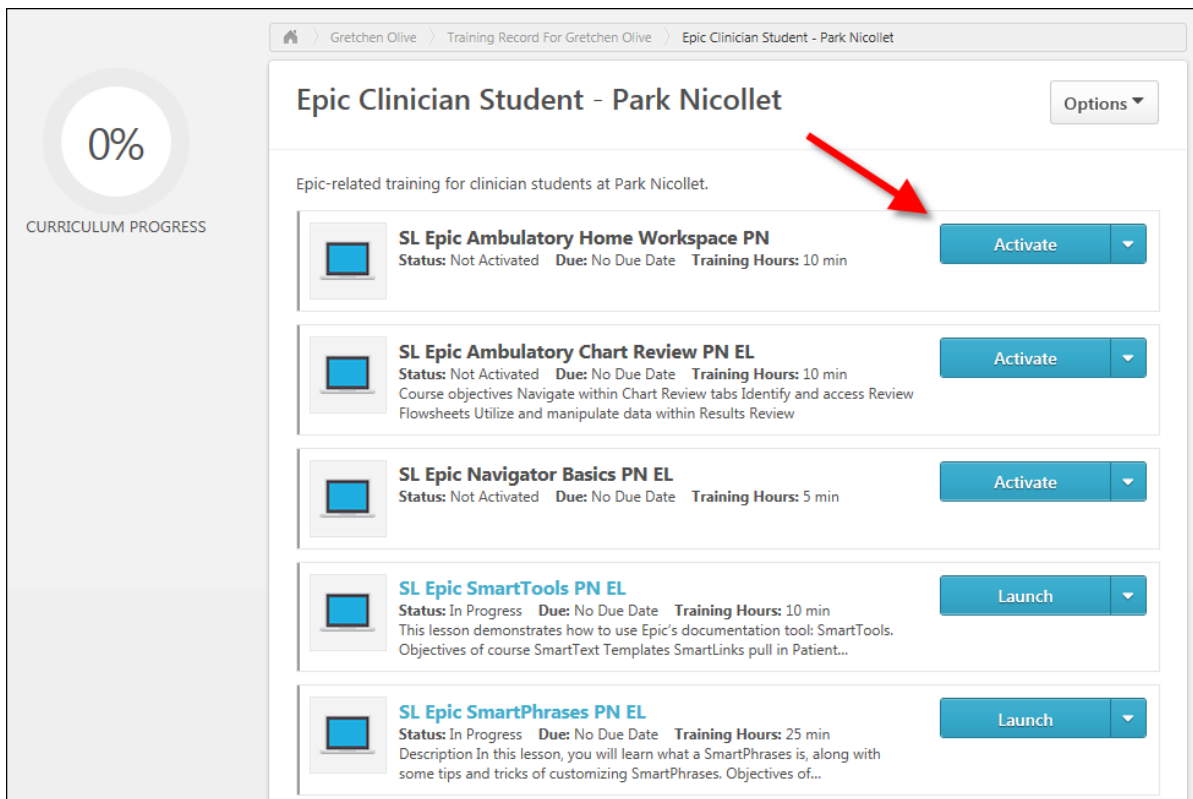 Gretchen Olive
Training Record For Gretchen Olive
Epic Clinician Student - Park Nicollet
0%
CURRICULUM PROGRESS
Epic Clinician Student - Park Nicollet
Options
Epic-related training for clinician students at Park Nicollet.
SL Epic Ambulatory Home Workspace PN
Status: Not Activated Due: No Due Date Training Hours: 10 min
Activate
SL Epic Ambulatory Chart Review PN EL
Status: Not Activated Due: No Due Date Training Hours: 10 min
Course objectives Navigate within Chart Review tabs Identify and access Review
Flowsheets Utilize and manipulate data within Results Review
Activate
SL Epic Navigator Basics PN EL
Status: Not Activated Due: No Due Date Training Hours: 5 min
Activate
SL Epic SmartTools PN EL
Status: In Progress Due: No Due Date Training Hours: 10 min
This lesson demonstrates how to use Epic's documentation tool: SmartTools.
Objectives of course SmartText Templates SmartLinks pull in Patient...
Launch
SL Epic SmartPhrases PN EL
Status: In Progress Due: No Due Date Training Hours: 25 min
Description In this lesson, you will learn what a SmartPhrases is, along with
some tips and tricks of customizing SmartPhrases. Objectives of...
Launch